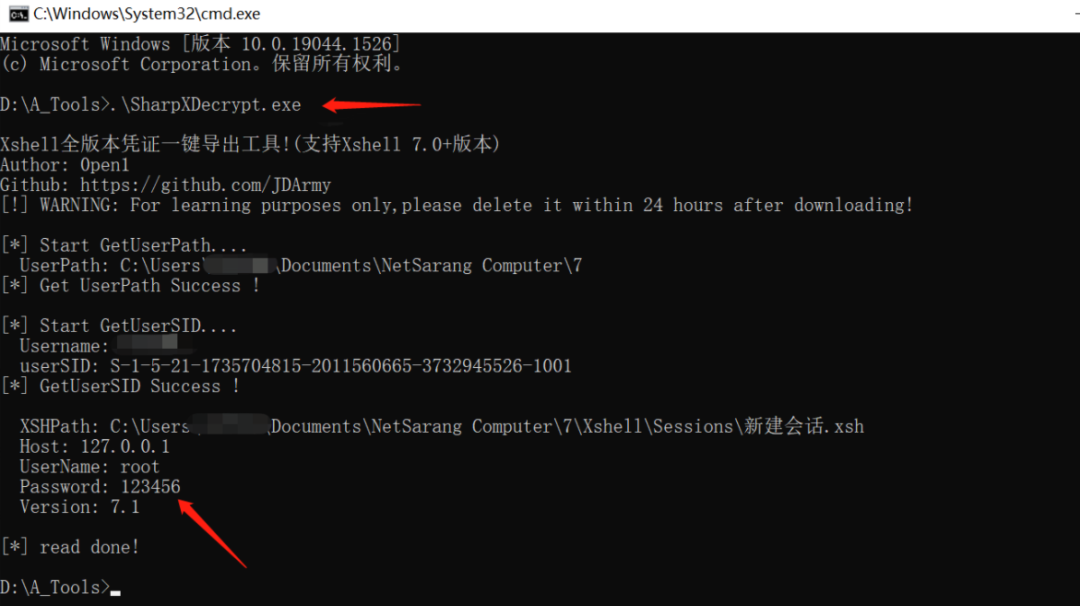 C:\Windows\System32\cmd.exe
Microsoft Windows [版本 10.0.19044.1526]
(c) Microsoft Corporation。保留所有权利。
D:\A_Tools>.\SharpXDecrypt.exe
Xshell全版本凭证一键导出工具!(支持Xshell 7.0+版本)
Author: 0pen1
Github: https://github.com/JDArmy
[!] WARNING: For learning purposes only,please delete it within 24 hours after downloading!
[*] Start GetUserPath....
UserPath: C:\Users\ \Documents\NetSarang Computer\7
[*] Get UserPath Success !
[*] Start GetUserSID....
Username:
userSID: S-1-5-21-1735704815-2011560665-3732945526-1001
[*] GetUserSID Success !
XSHPath: C:\Users\ \Documents\NetSarang Computer\7\Xshell\Sessions\新建会话.xsh
Host: 127.0.0.1
UserName: root
Password: 123456
Version: 7.1
[*] read done!
D:\A_Tools>